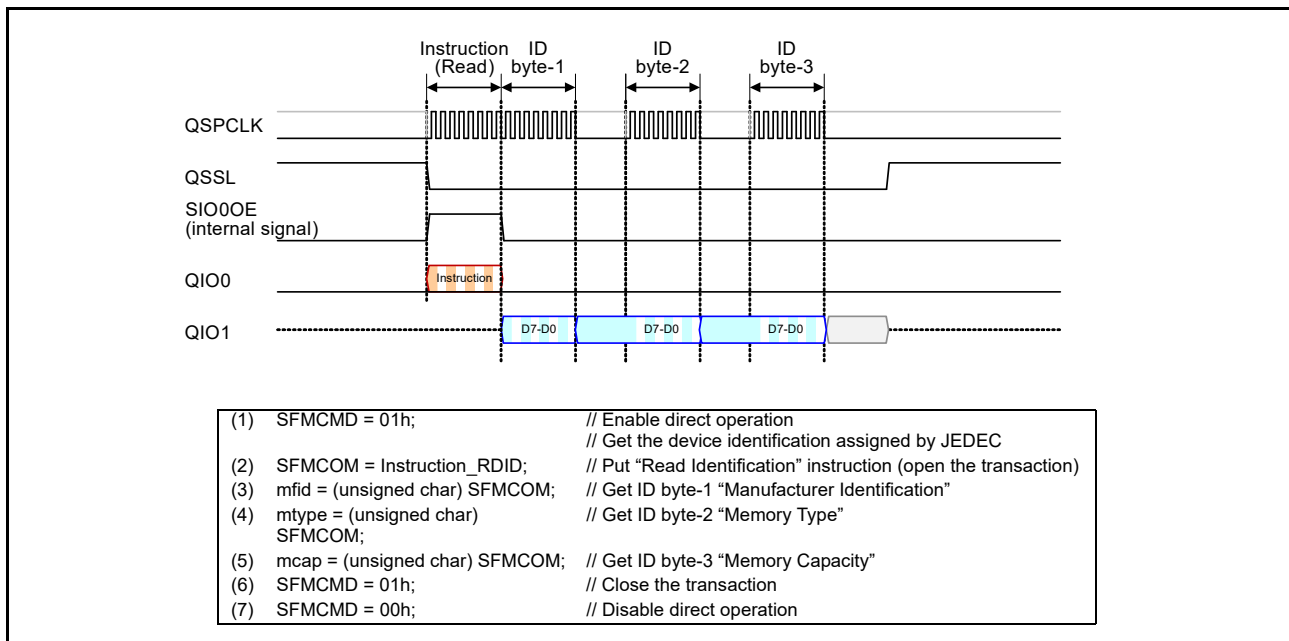 Instruction
(Read)
ID
byte-1
ID
byte-2
ID
byte-3
QSPCLK
QSSL
SIO0OE
(internal signal)
QIO0
Instruction
QIO1
D7-D0
D7-D0
D7-D0
(1) SFMCMD = 01h; // Enable direct operation
// Get the device identification assigned by JEDEC
(2) SFMCOM = Instruction_RDID; // Put “Read Identification” instruction (open the transaction)
(3) mfid = (unsigned char) SFMCOM; // Get ID byte-1 “Manufacturer Identification”
(4) mtype = (unsigned char) // Get ID byte-2 “Memory Type”
SFMCOM;
(5) mcap = (unsigned char) SFMCOM; // Get ID byte-3 “Memory Capacity”
(6) SFMCMD = 01h; // Close the transaction
(7) SFMCMD = 00h; // Disable direct operation